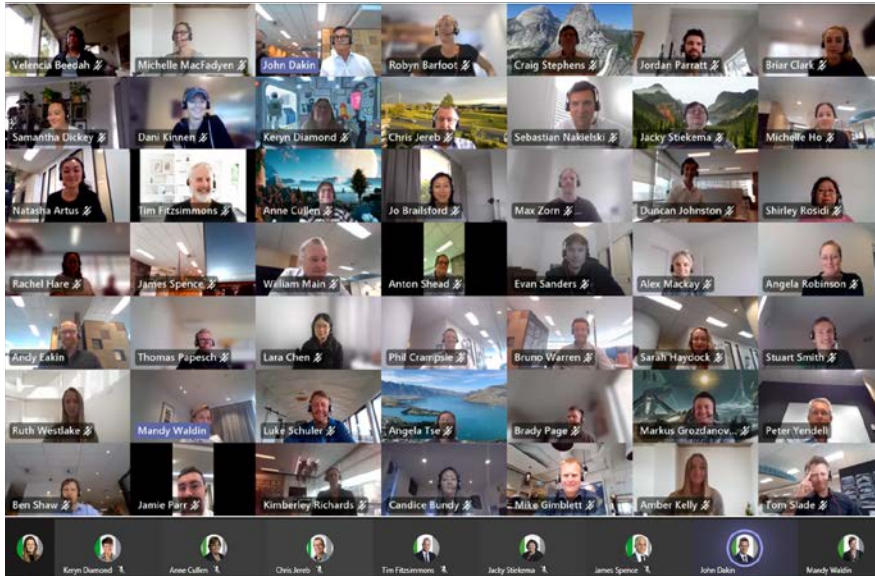 Velencia Beedah
Michelle MacFadyen
John Dakin
Robyn Barfoot
Craig Stephens
Jordan Parratt
Briar Clark
Samantha Dickey
Dani Kinnen
Keryn Diamond
Chris Jereb
Sebastian Nakielski
Jacky Stiekema
Michelle Ho
Natasha Artus
Tim Fitzsimmons
Anne Cullen
Jo Brailsford
Max Zorn ...
Duncan Johnston
Shirley Rosidi
Rachel Hare
James Spence
William Main
Anton Shead
Evan Sanders
Alex Mackay
Angela Robinson
Andy Eakin
Thomas Papesch
Lara Chen
Phil Crampsie
Bruno Warren
Sarah Haydock
Stuart Smith
Ruth Westlake
Mandy Waldin
Luke Schuler
Angela Tse
Brady Page
Markus Grozdanov...
Peter Yendell
Ben Shaw
Jamie Parr
Kimberley Richards
Candice Bundy
Mike Gimblett
Amber Kelly
Tom Slade
Keryn Diamond
Anne Cullen
Chris Jereb
Tim Fitzsimmons
Jacky Stiekema
James Spence
John Dakin
Mandy Waldin